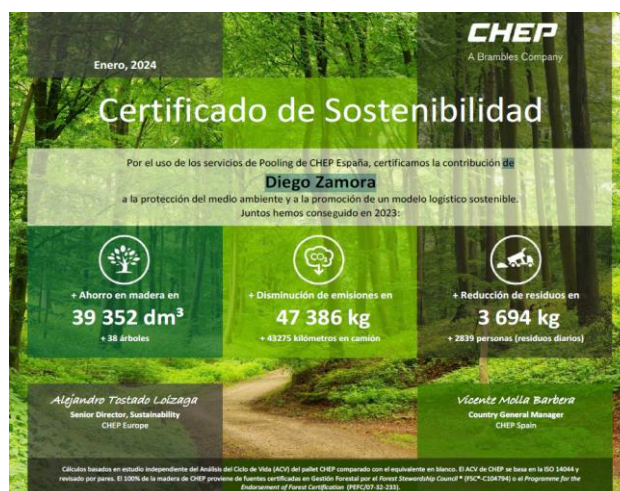 Enero, 2024
CHEP
A Brambles Company
Certificado de Sostenibilidad
Por el uso de los servicios de Pooling de CHEP España, certificamos la contribución de
Diego Zamora
a la protección del medio ambiente y a la promoción de un modelo logístico sostenible.
Juntos hemos conseguido en 2023:
CO2
+ Ahorro en madera en
39 352 dm³
+ 38 árboles
+ Disminución de emisiones en
47 386 kg
+ 43275 kilómetros en camión
+ Reducción de residuos en
3 694 kg
+ 2839 personas (residuos diarios)
Alejandro Tostado Loizaga
Senior Director, Sustainability
CHEP Europe
Vicente Molla Barbera
Country General Manager
CHEP Spain
Cálculos basados en estudio independiente del Análisis del Ciclo de Vida (ACV) del pallet CHEP comparado con el equivalente en blanco. El ACV de CHEP se basa en la ISO 14044 y
revisado por pares. El 100% de la madera de CHEP proviene de fuentes certificadas en Gestión Forestal por el Forest Stewardship Council ® (FSC®-C104794) o el Programme for the
Endorsement of Forest Certification (PEFC/07-32-233).